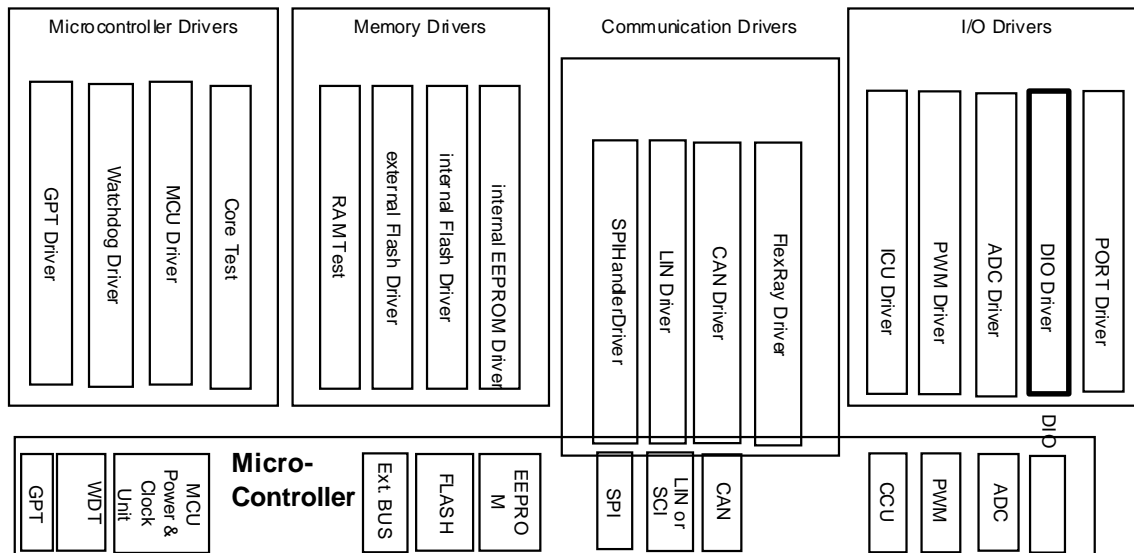 Microcontroller Drivers
Memory Drivers
Communication Drivers
I/O Drivers
GPT Driver
Watchdog Driver
MCU Driver
Core Test
RAM Test
external Flash Driver
internal Flash Driver
internal EEPROM Driver
SPIHandlerDriver
LIN Driver
CAN Driver
FlexRay Driver
ICU Driver
PWM Driver
ADC Driver
DIO Driver
PORT Driver
GPT
WDT
MCU
Power &
Clock
Unit
Micro-
Controller
Ext. BUS
FLASH
EEPRO
M
SPI
LIN or
SCI
CAN
CCU
PWM
ADC
DIO